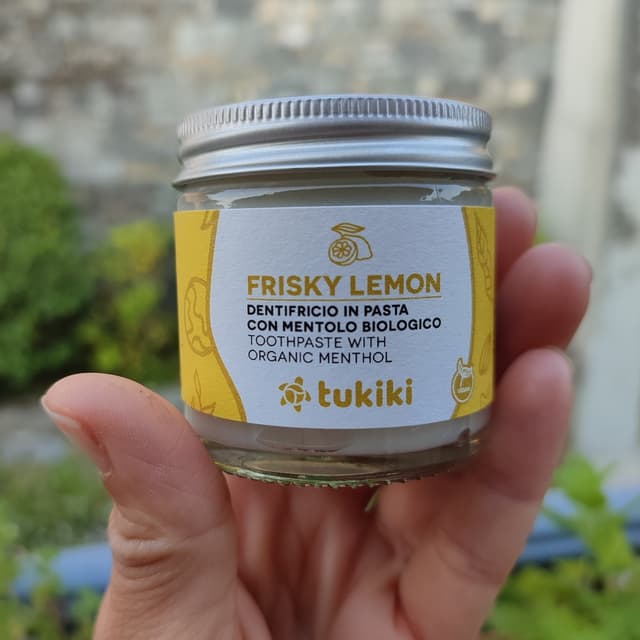 FRISKY LEMON
DENTIFRICIO IN PASTA
CON MENTOLO BIOLOGICO
TOOTHPASTE WITH
ORGANIC MENTHOL
tukiki